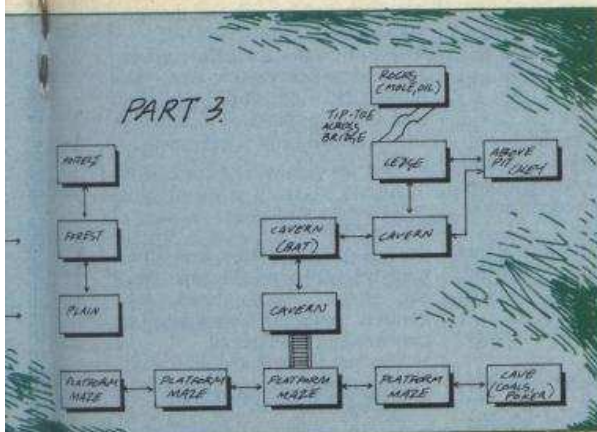 PART 3.
ROCKS
(MOLE, OIL)
TIP-TOE
ACROSS
BRIDGE
LEDGE
ABOVE
PIT
(KEY
FOREST
FOREST
CAVERN
(BAT)
CAVERN
PLAIN
CAVERN
PLATFORM
MAZE
PLATFORM
MAZE
PLATFORM
MAZE
PLATFORM
MAZE
CAVE
(COALS,
POKER)